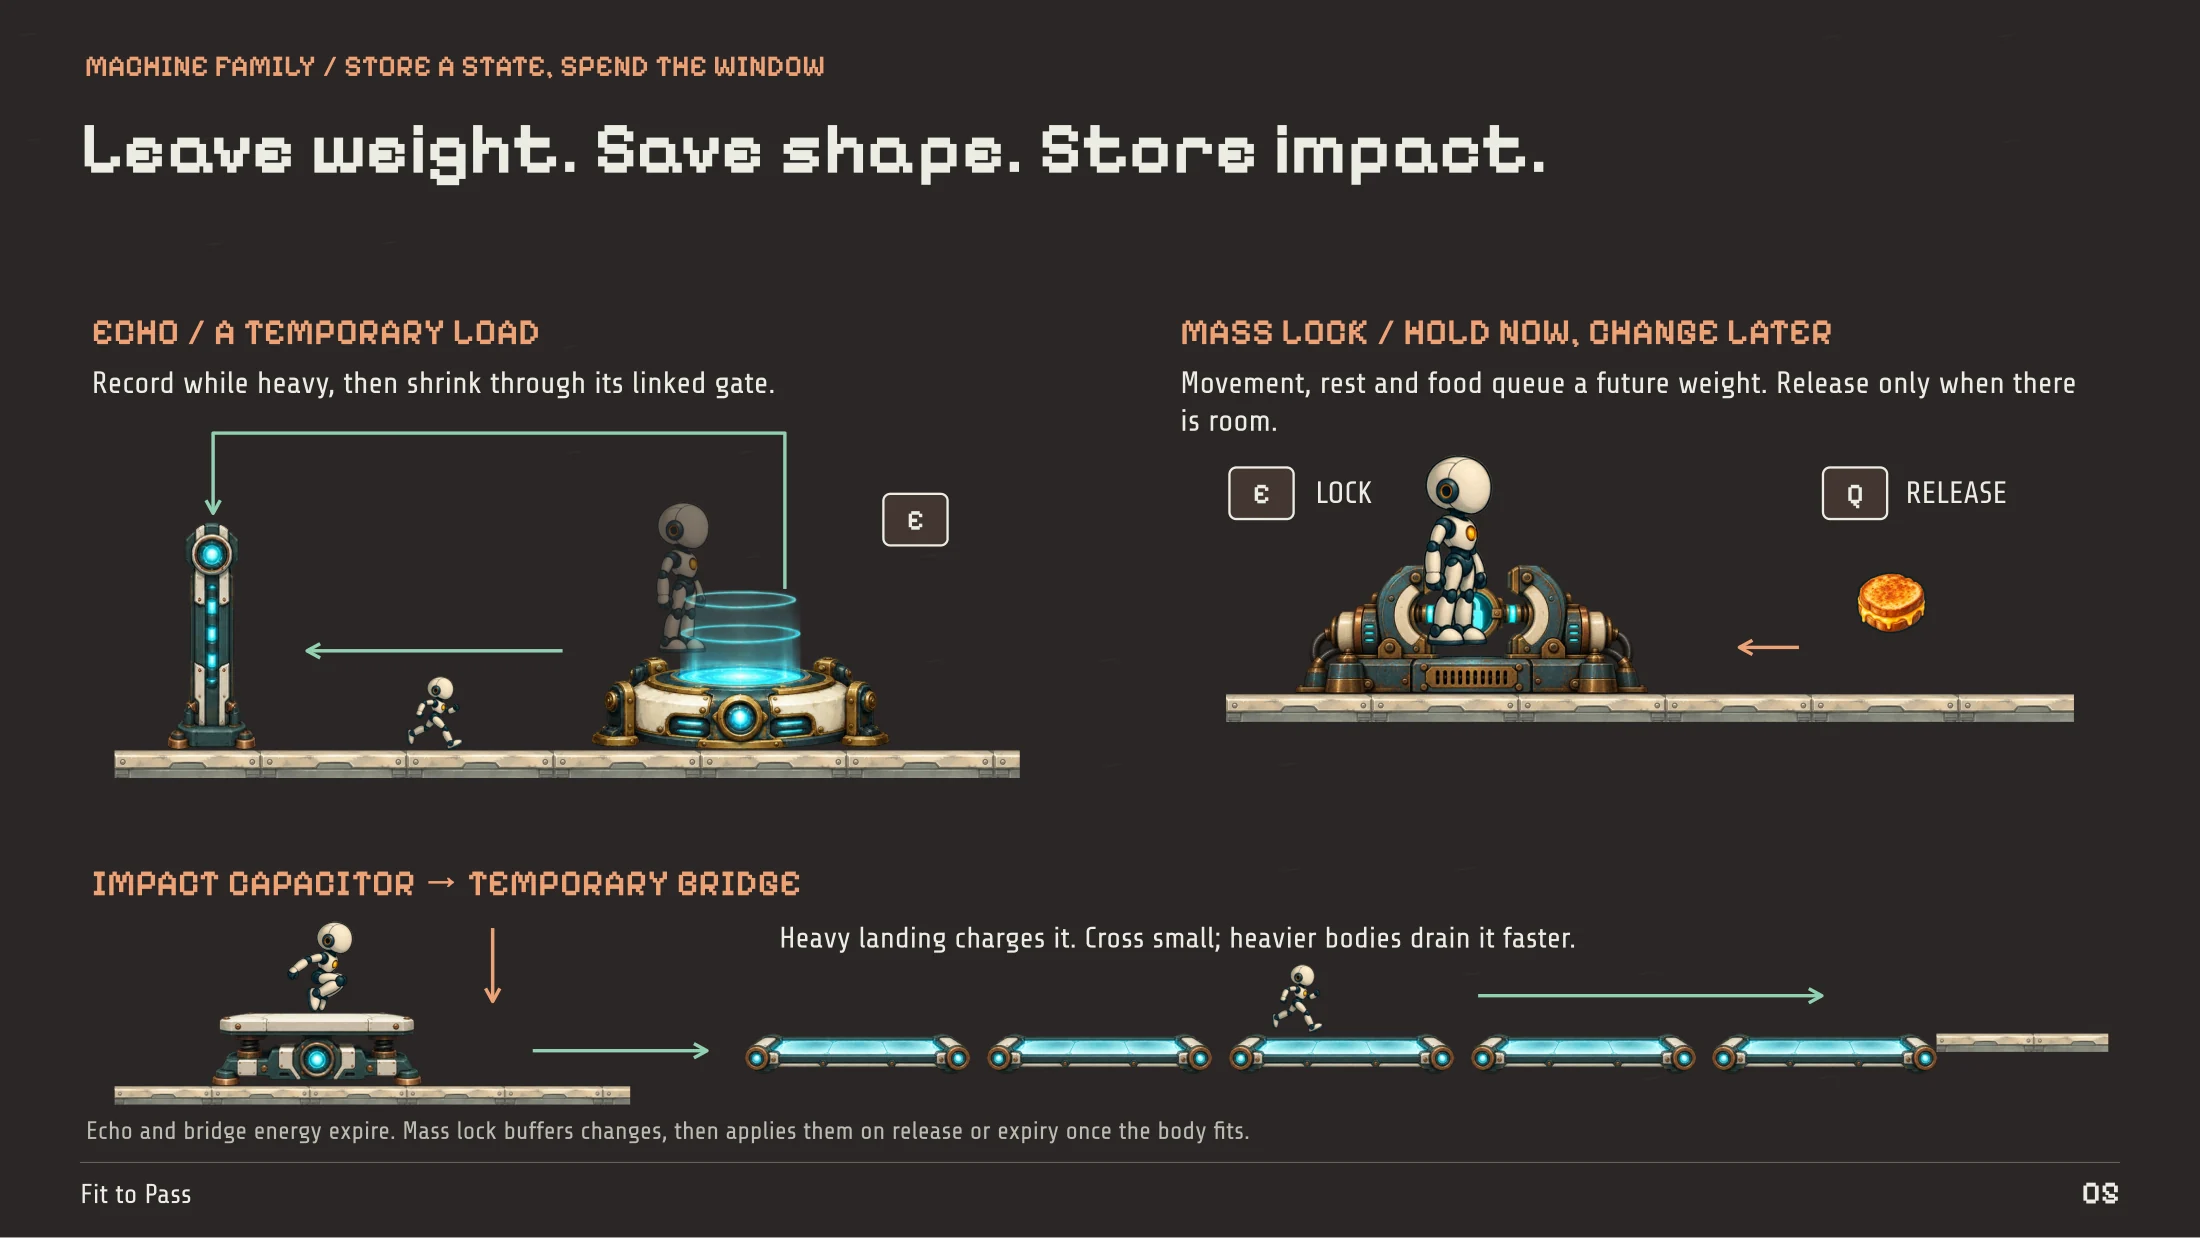 MACHINE FAMILY / STORE A STATE, SPEND THE WINDOW
Leave weight. Save shape. Store impact.
ECHO / A TEMPORARY LOAD
Record while heavy, then shrink through its linked gate.
E
MASS LOCK / HOLD NOW, CHANGE LATER
Movement, rest and food queue a future weight. Release only when there
is room.
E LOCK
Q RELEASE
IMPACT CAPACITOR → TEMPORARY BRIDGE
Heavy landing charges it. Cross small; heavier bodies drain it faster.
Echo and bridge energy expire. Mass lock buffers changes, then applies them on release or expiry once the body fits.
Fit to Pass
08